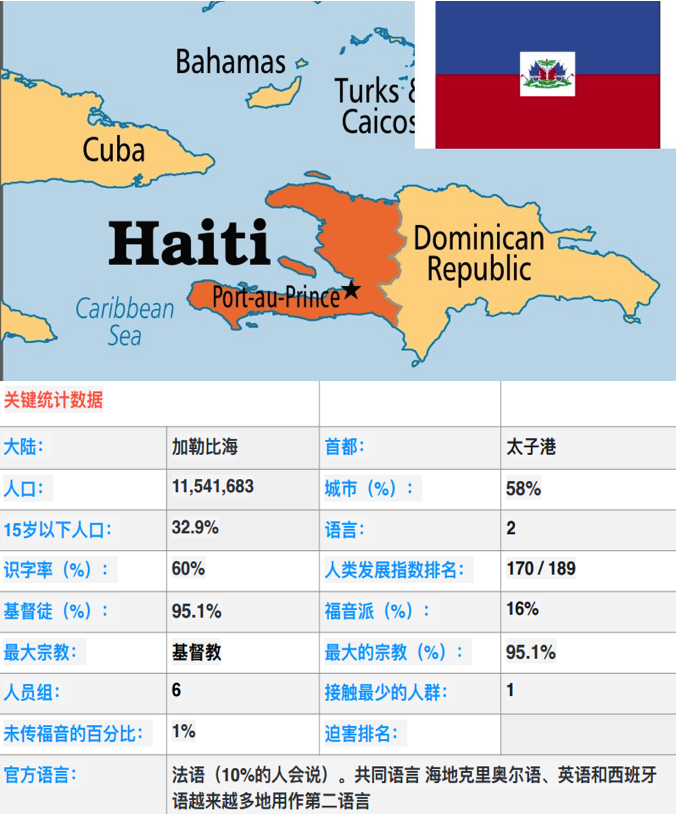 Bahamas
Turks &
Caicos
Cuba
Haiti
Dominican
Republic
Port-au-Prince
Caribbean
Sea
关键统计数据
大陆： 加勒比海 首都： 太子港
人口： 11,541,683 城市（%）： 58%
15岁以下人口： 32.9% 语言： 2
识字率（%）： 60% 人类发展指数排名： 170 / 189
基督徒（%）： 95.1% 福音派（%）： 16%
最大宗教： 基督教 最大的宗教（%）： 95.1%
人员组： 6 接触最少的人群： 1
未传福音的百分比： 1% 迫害排名：
官方语言： 法语（10%的人会说）。共同语言 海地克里奥尔语、英语和西班牙
语越来越多地用作第二语言